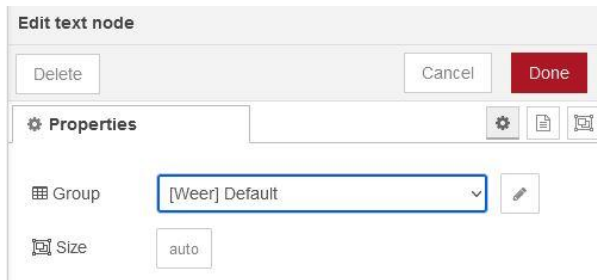 Edit text node
Delete Cancel Done
Properties
Group [Weer] Default
Size auto